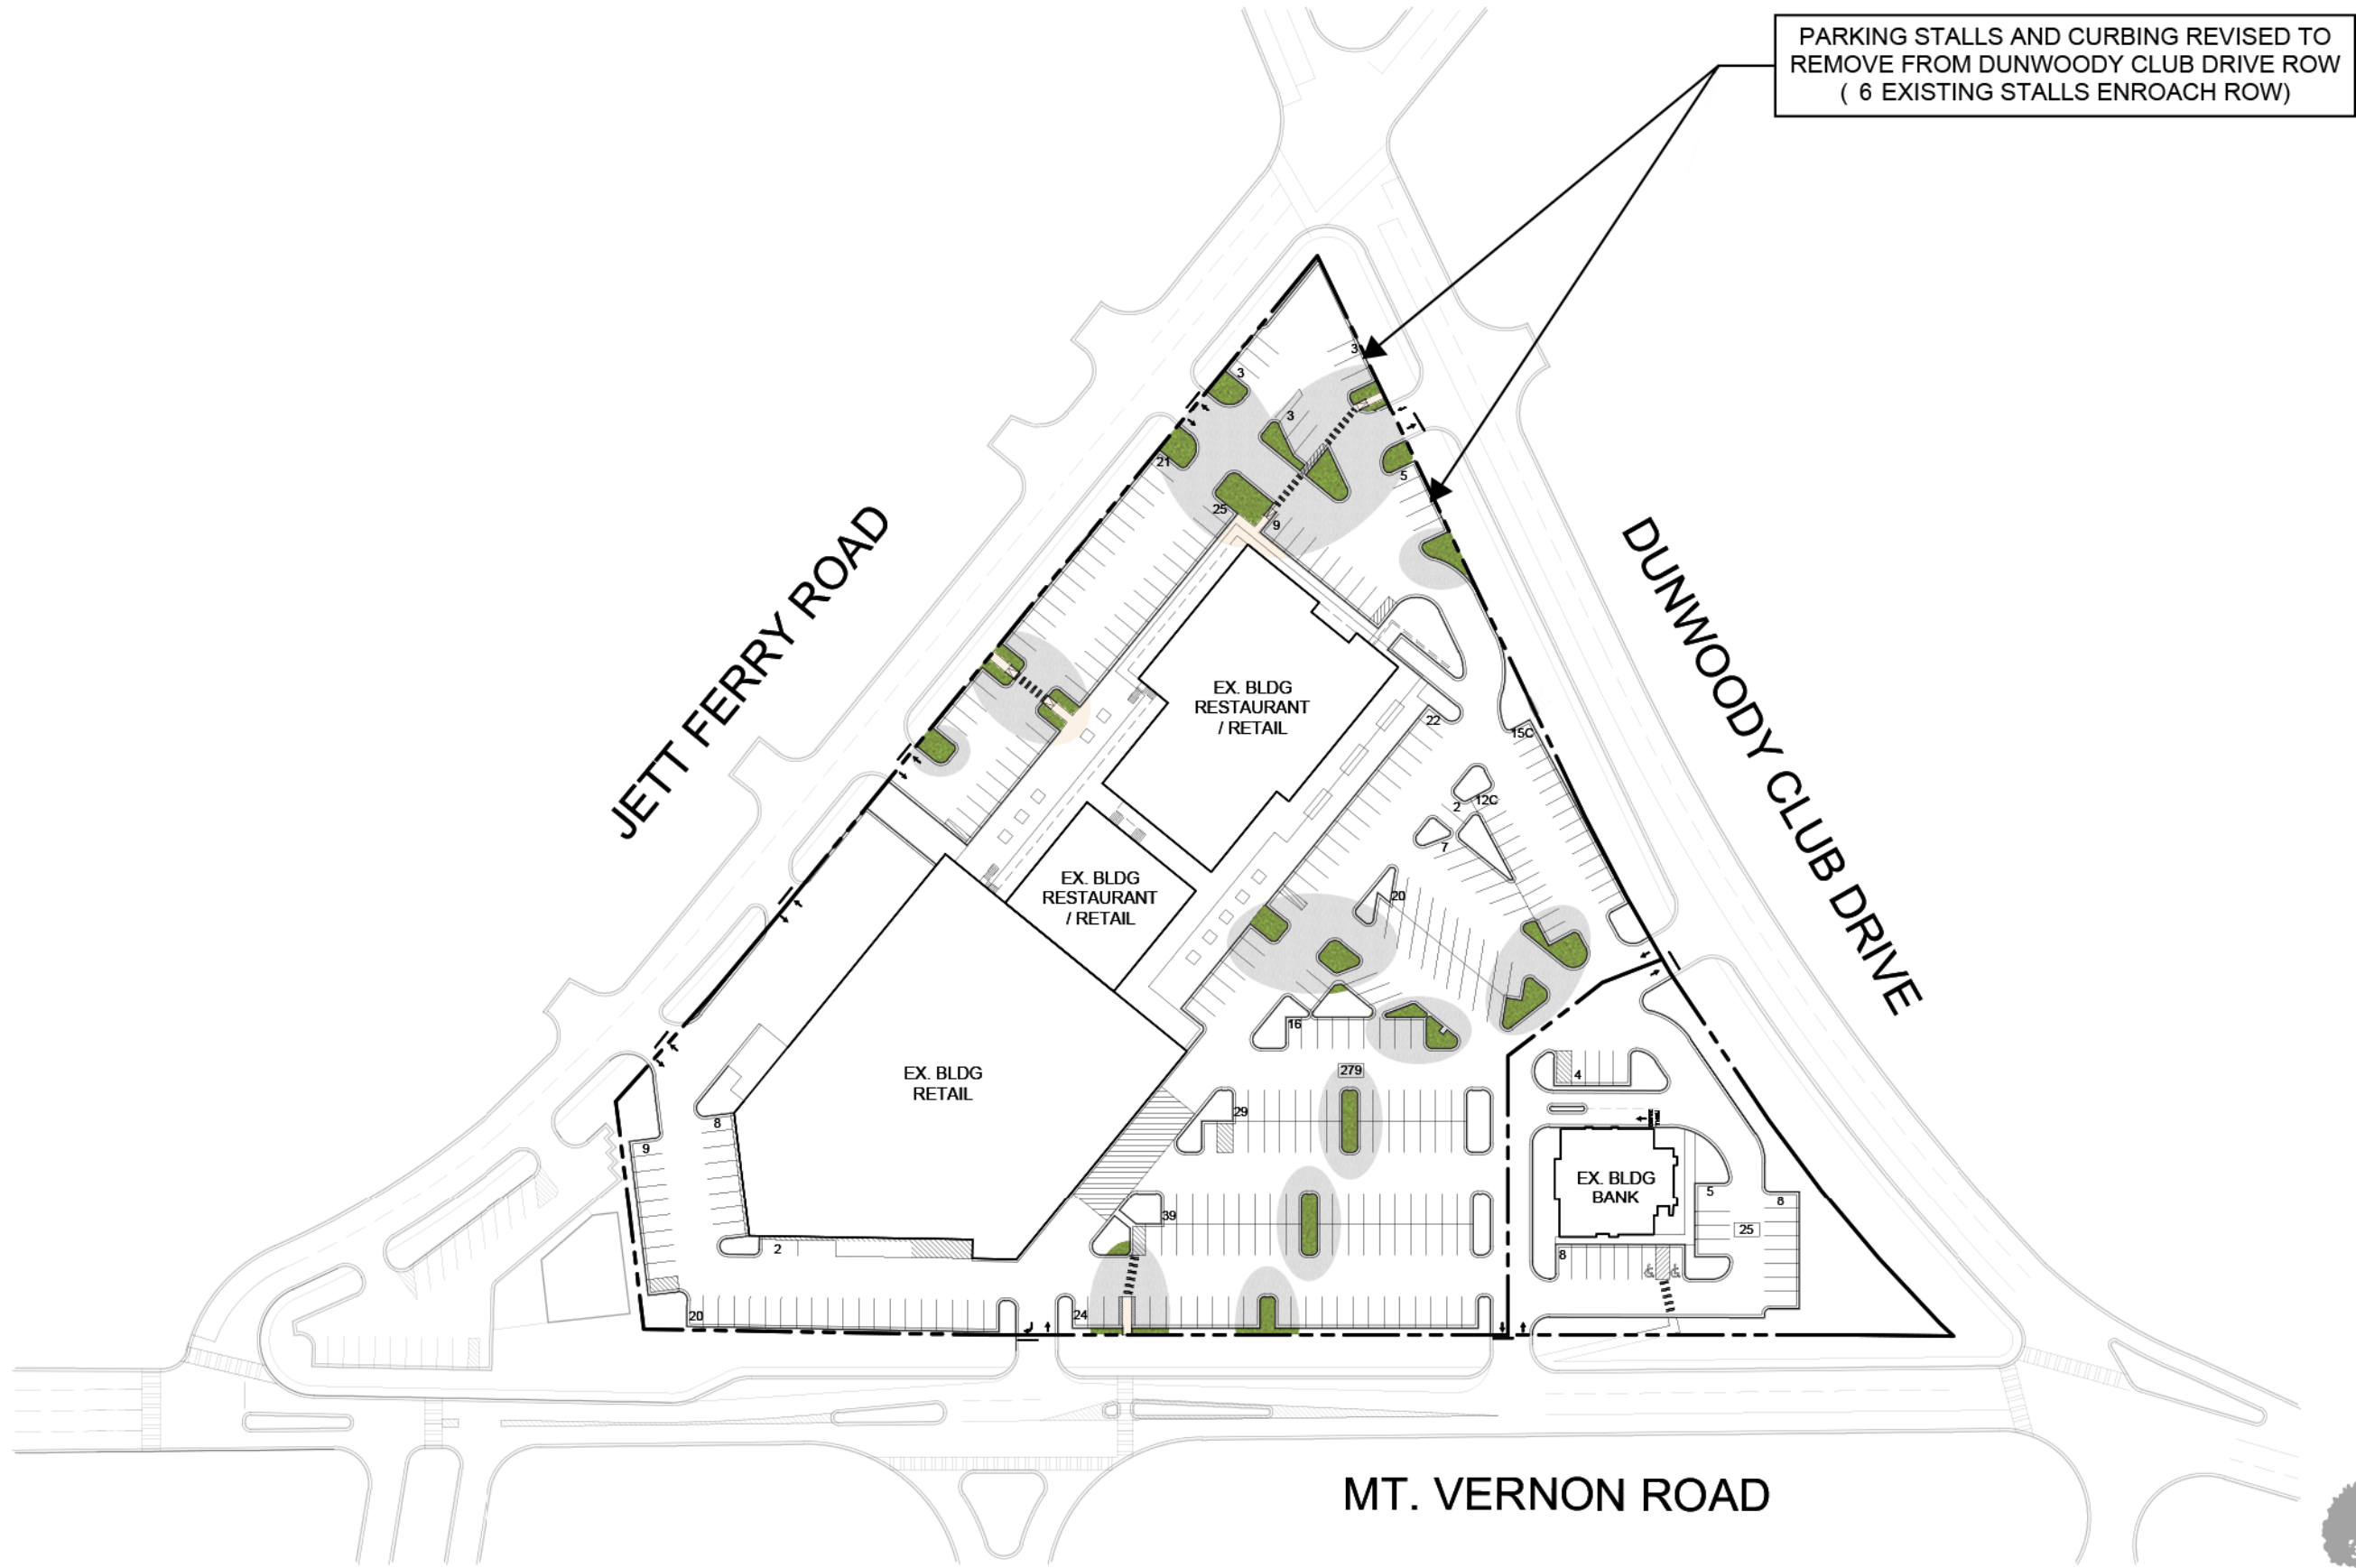 PARKING STALLS AND CURBING REVISED TO
REMOVE FROM DUNWOODY CLUB DRIVE ROW
( 6 EXISTING STALLS ENROACH ROW)
3
3
3
21
5
25
9
JETT FERRY ROAD
DUNWOODY CLUB DRIVE
EX. BLDG
RESTAURANT
/ RETAIL
22
15C
2
12C
7
EX. BLDG
RESTAURANT
/ RETAIL
20
16
EX. BLDG
RETAIL
279
4
29
8
9
EX. BLDG
BANK
5
8
39
25
2
8
20
24
MT. VERNON ROAD